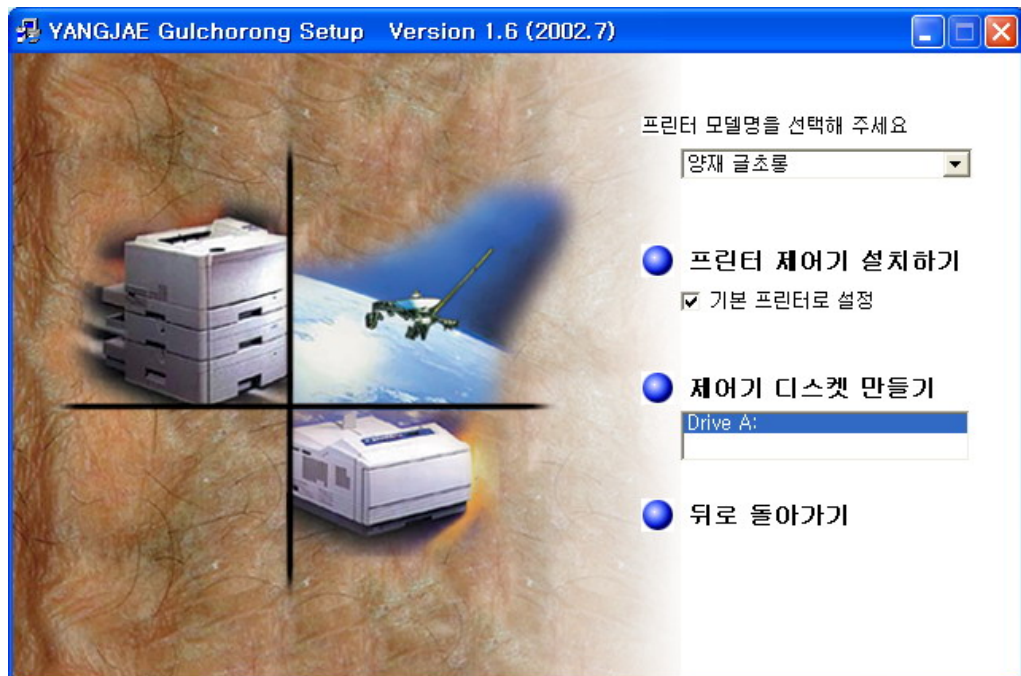 YANGJAE Gulchorong Setup Version 1.6 (2002.7)
프린터 모델명을 선택해 주세요
양재 글초롱
프린터 제어기 설치하기
기본 프린터로 설정
제어기 디스켓 만들기
Drive A:
뒤로 돌아가기